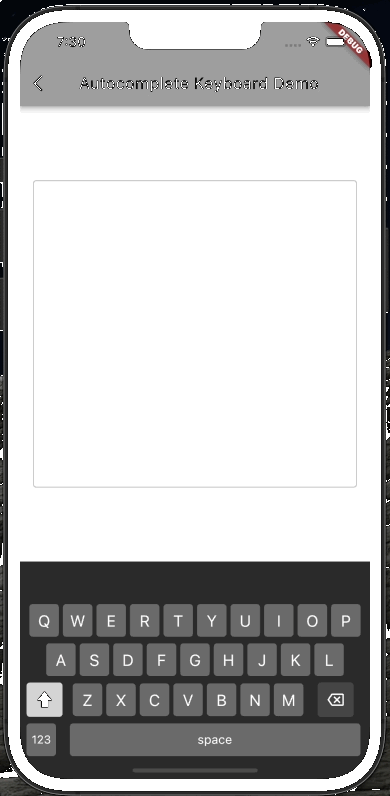 7:30
DEBUG
Autocomplete Keyboard Demo
Q W E R T Y U I O P
A S D F G H J K L
Z X C V B N M
123 space